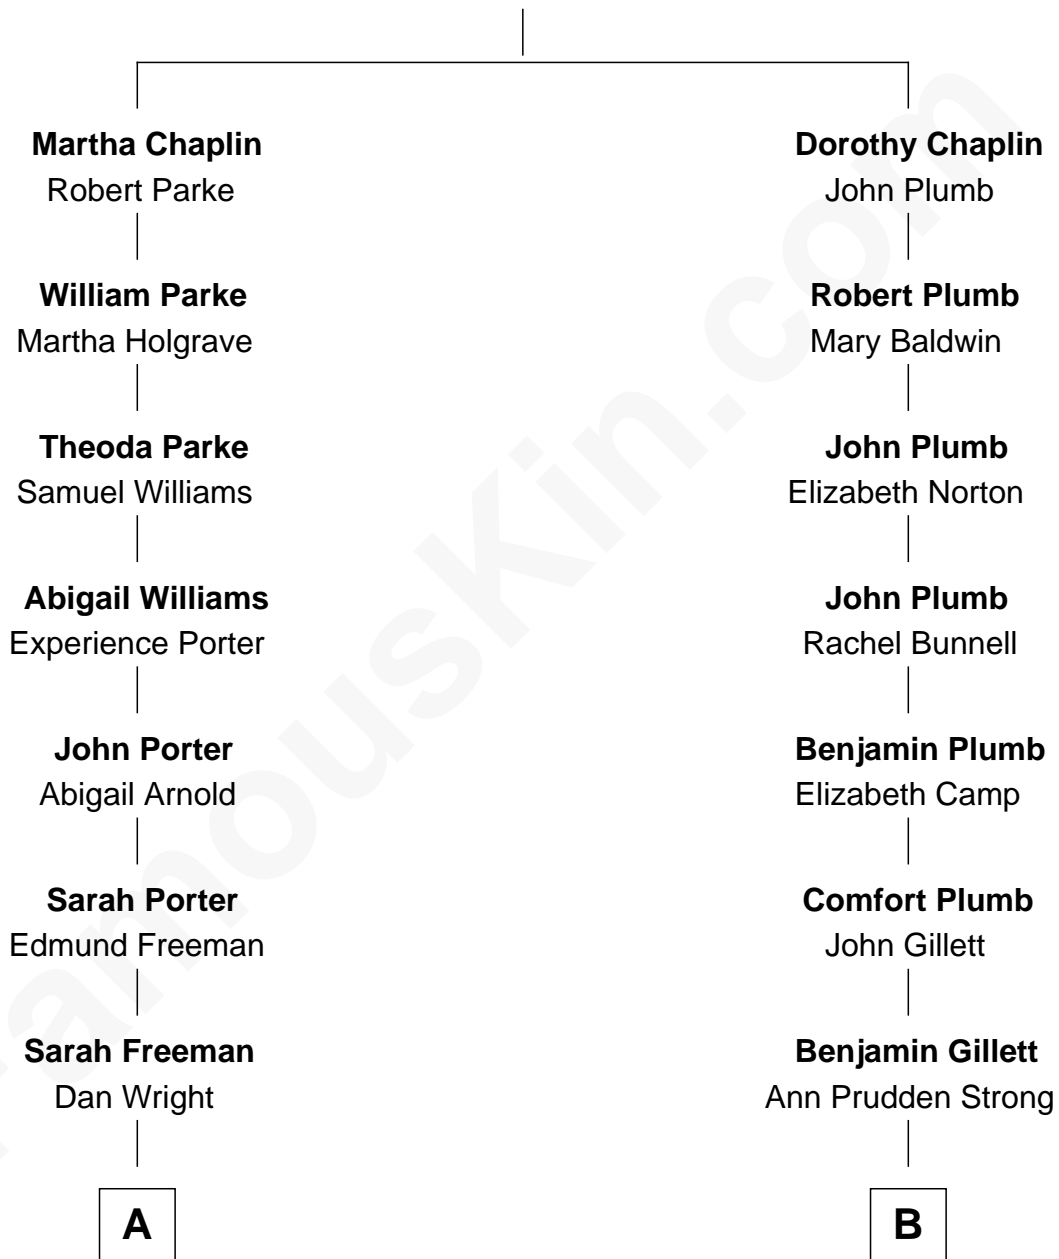 Martha Chaplin
Robert Parke
William Parke
Martha Holgrave
Theoda Parke
Samuel Williams
Abigail Williams
Experience Porter
John Porter
Abigail Arnold
Sarah Porter
Edmund Freeman
Sarah Freeman
Dan Wright
A
Dorothy Chaplin
John Plumb
Robert Plumb
Mary Baldwin
John Plumb
Elizabeth Norton
John Plumb
Rachel Bunnell
Benjamin Plumb
Elizabeth Camp
Comfort Plumb
John Gillett
Benjamin Gillett
Ann Prudden Strong
B
FamousKin.com